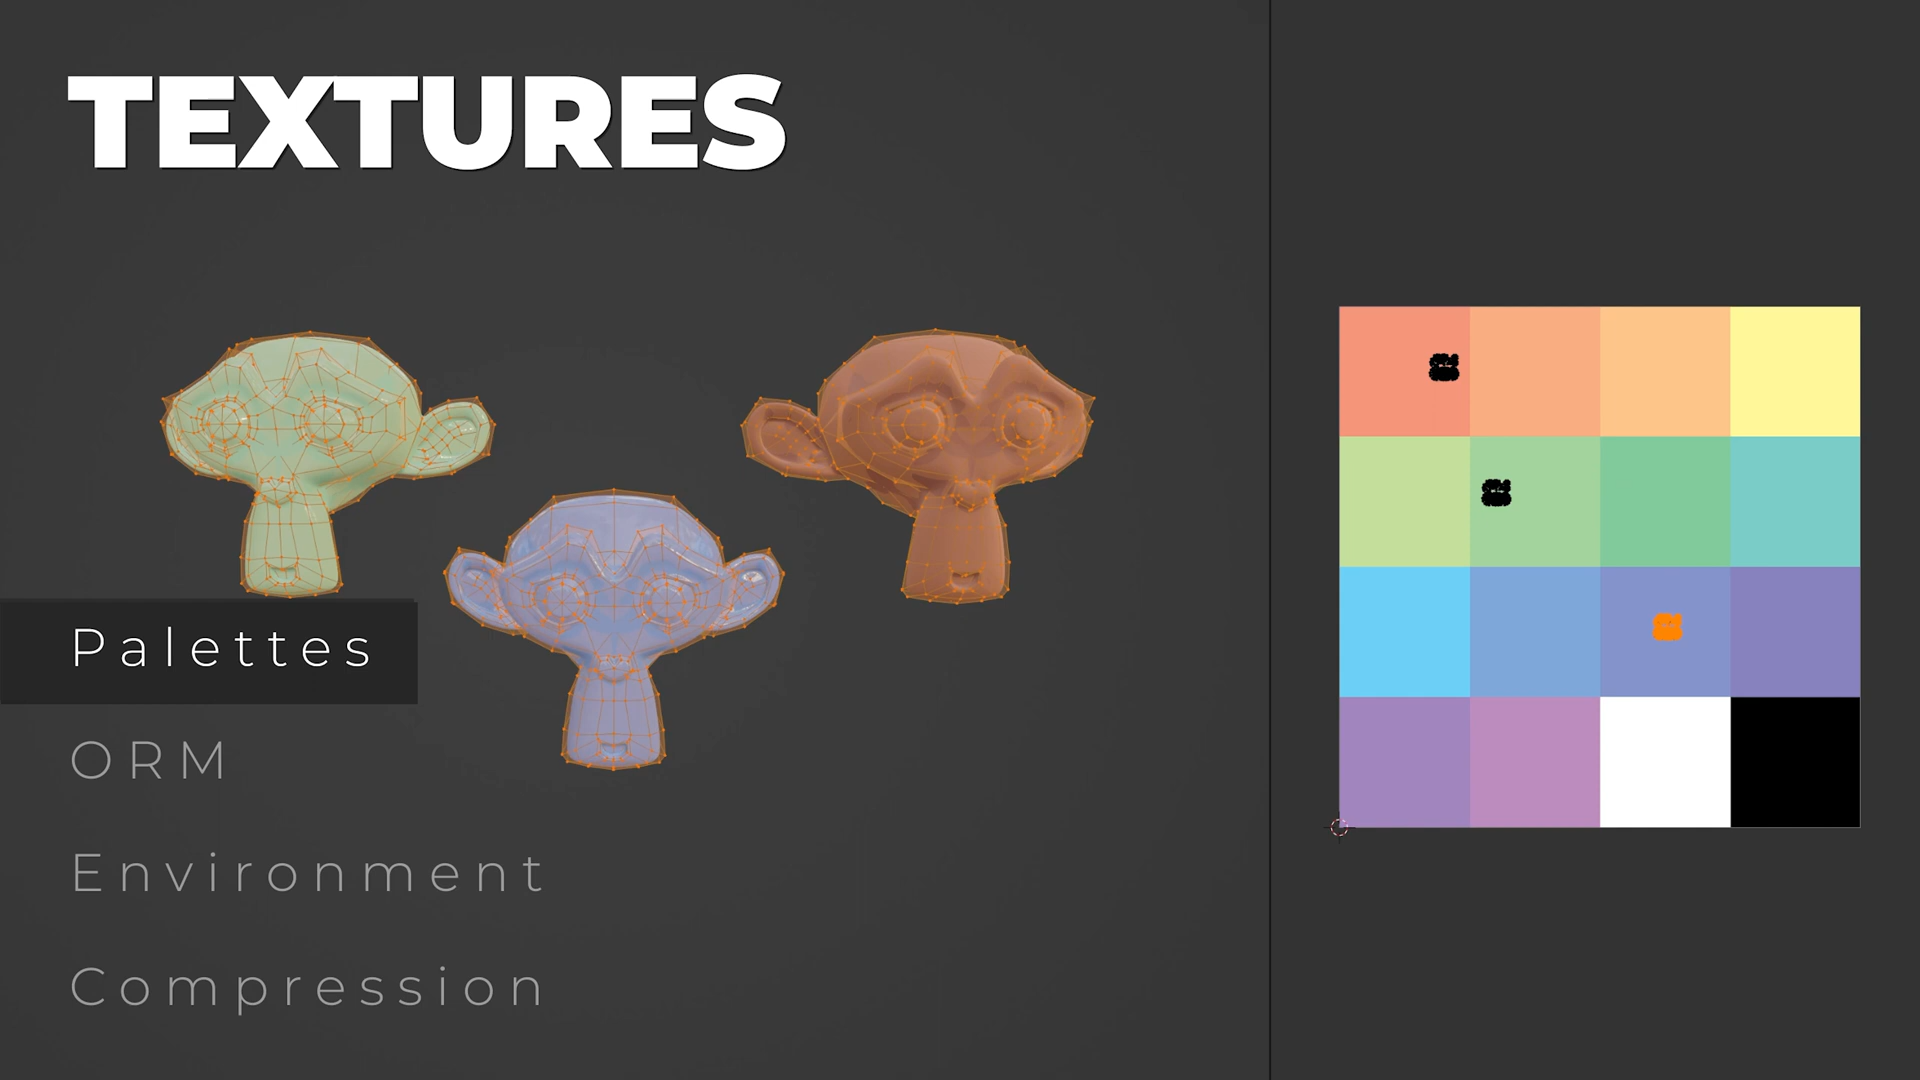 TEXTURES
Palettes
ORM
Environment
Compression